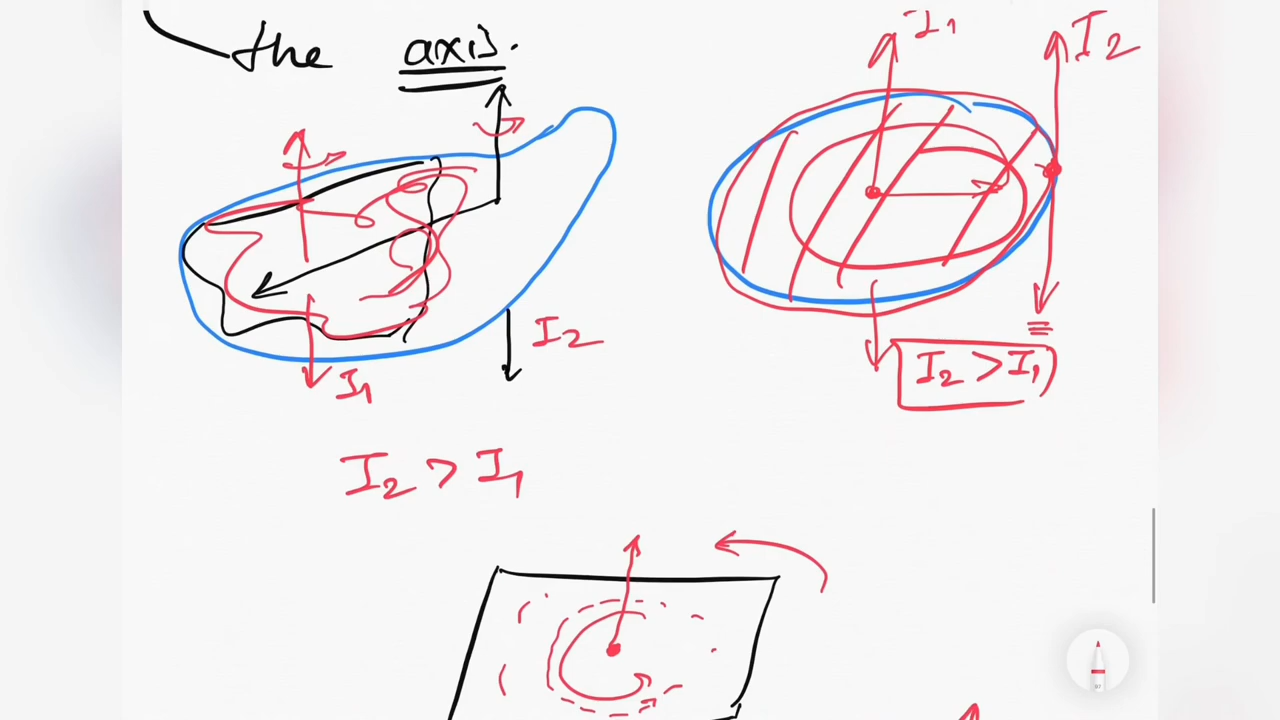 the axis.
I1 I2
I2
I1
=
I2 > I1
I2 > I1